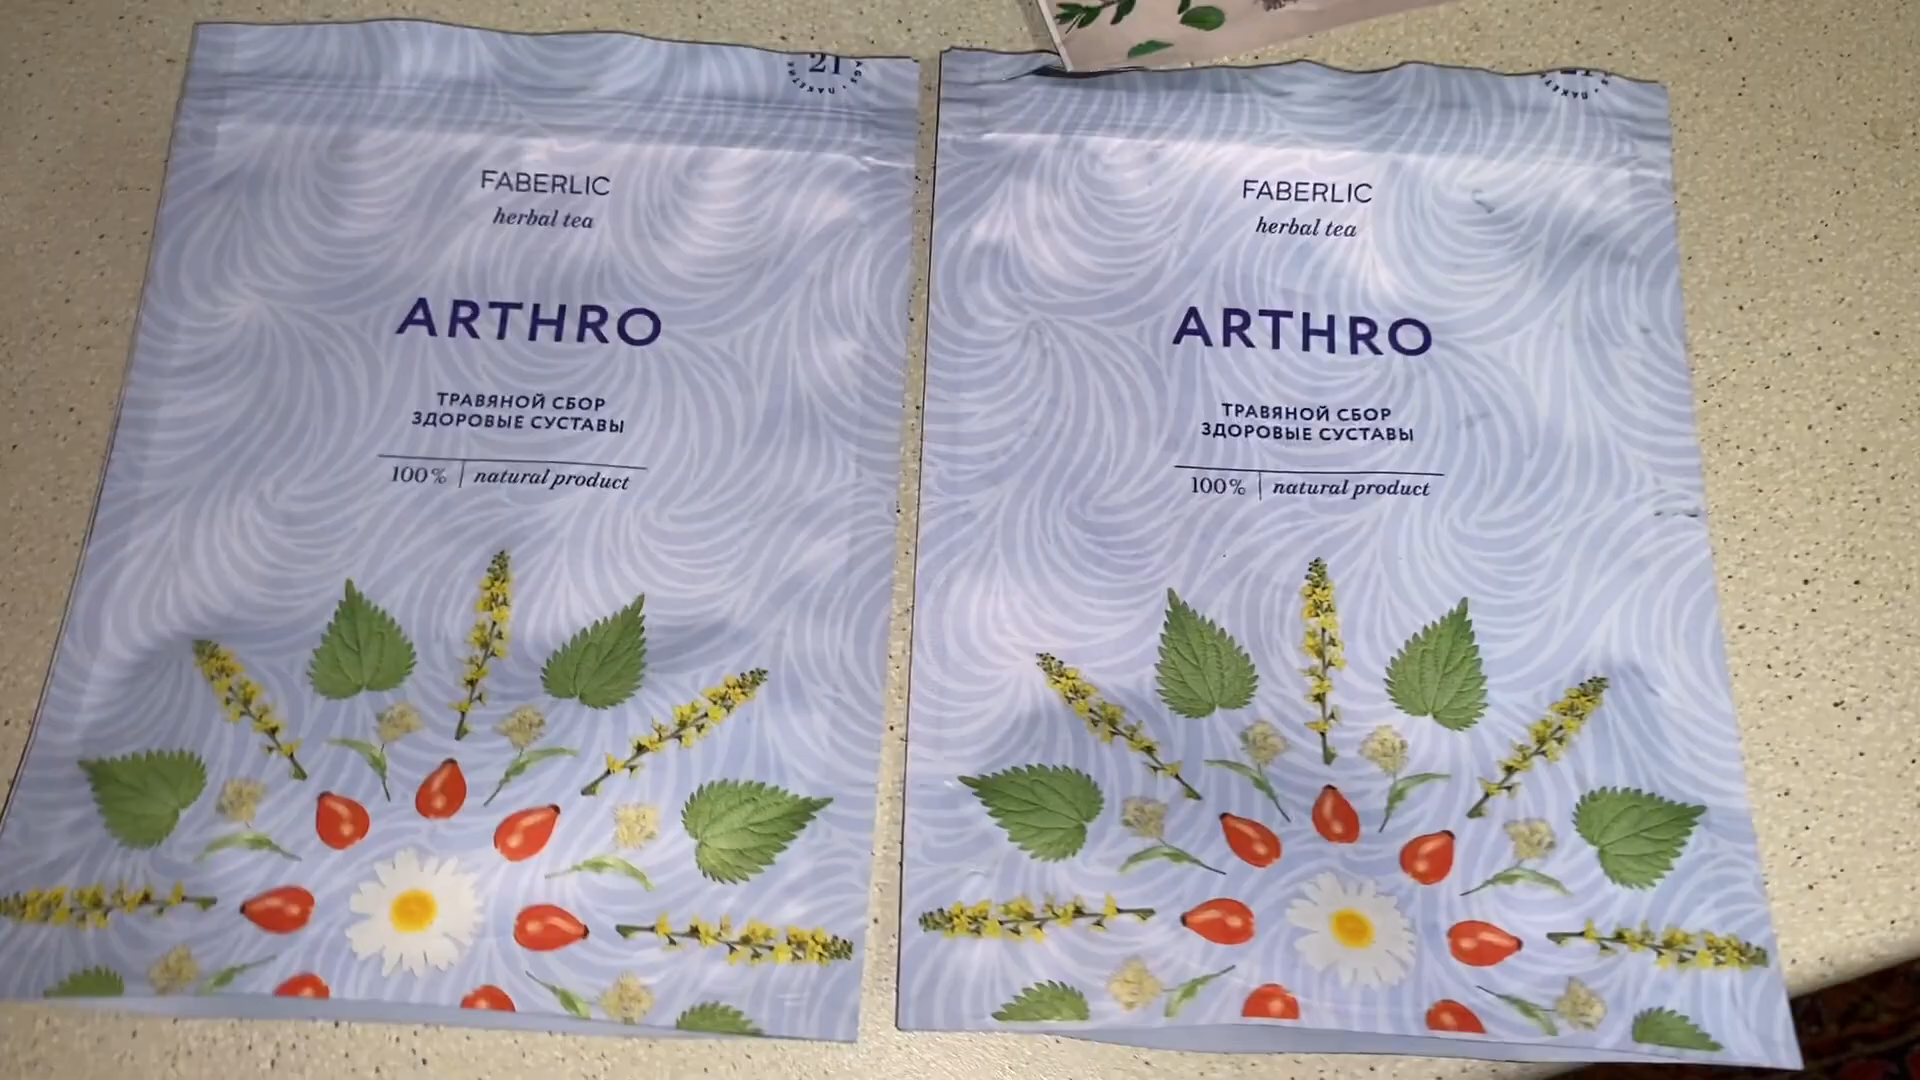 21
FABERLIC
herbal tea
ARTHRO
ТРАВЯНОЙ СБОР
ЗДОРОВЫЕ СУСТАВЫ
100% | natural product
FABERLIC
herbal tea
ARTHRO
ТРАВЯНОЙ СБОР
ЗДОРОВЫЕ СУСТАВЫ
100% | natural product